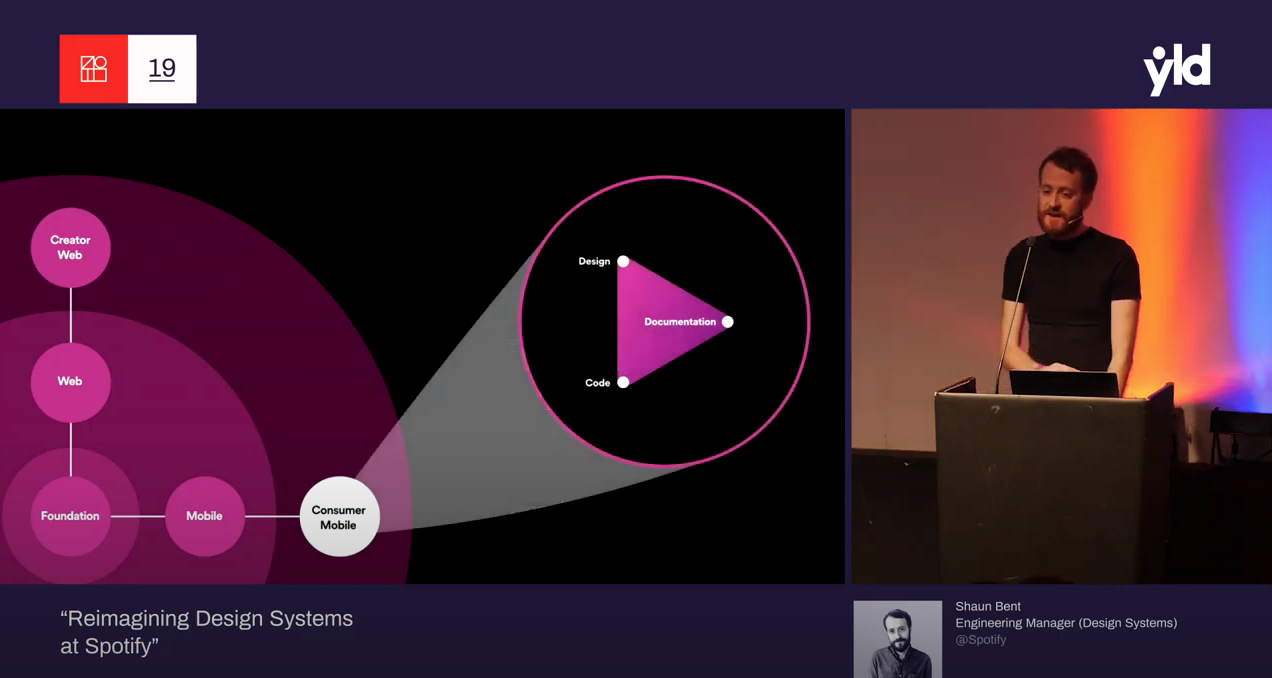 19
yld
Creator
Web
Design
Documentation
Web
Code
Foundation
Mobile
Consumer
Mobile
“Reimagining Design Systems
at Spotify”
Shaun Bent
Engineering Manager (Design Systems)
@Spotify